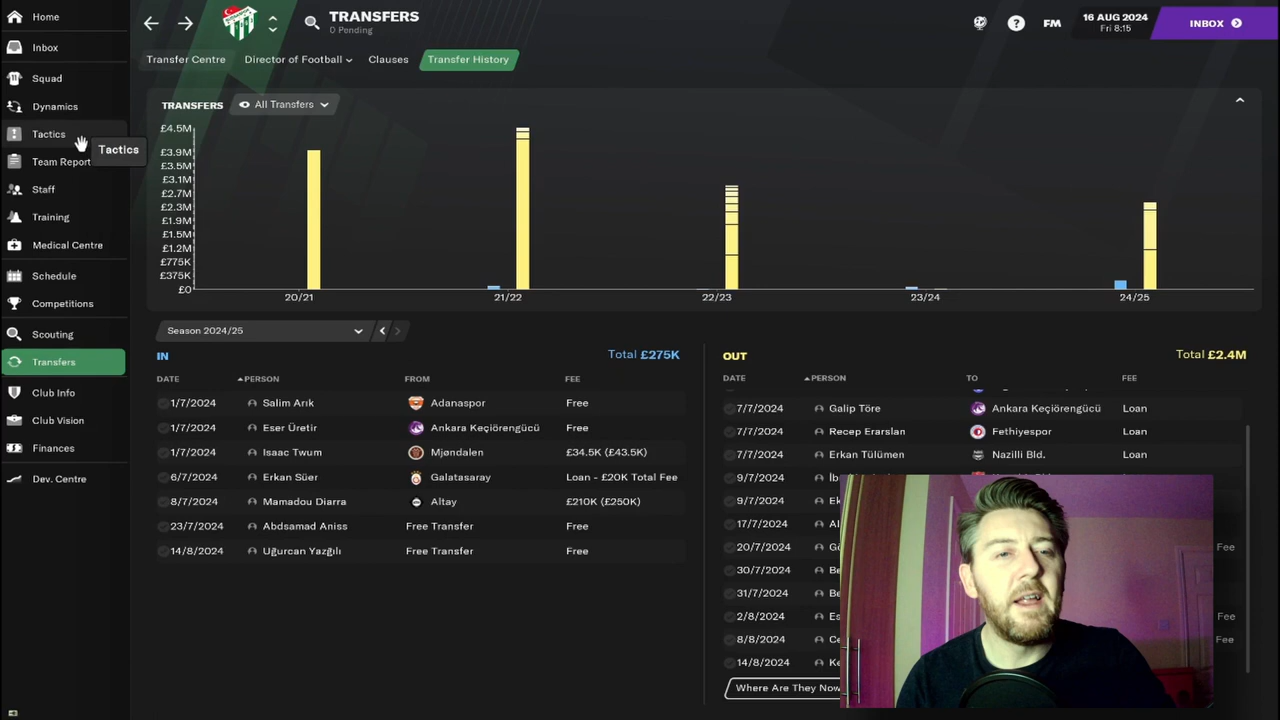 Home
Inbox
Squad
Dynamics
Tactics
Tactics
Team Report
Staff
Training
Medical Centre
Schedule
Competitions
Scouting
Transfers
Club Info
Club Vision
Finances
Dev. Centre
TRANSFERS
0 Pending
FM
16 AUG 2024
Fri 8:15
INBOX
Transfer Centre
Director of Football
Clauses
Transfer History
TRANSFERS
All Transfers
£4.5M
£3.9M
£3.5M
£3.1M
£2.7M
£2.3M
£1.9M
£1.5M
£1.2M
£775K
£375K
£0
20/21 21/22 22/23 23/24 24/25
Season 2024/25
IN Total £275K
DATE PERSON FROM FEE
1/7/2024 Salim Arık Adanaspor Free
1/7/2024 Eser Üretir Ankara Keçiörengücü Free
1/7/2024 Isaac Twum Mjøndalen £34.5K (£43.5K)
6/7/2024 Erkan Süer Galatasaray Loan - £20K Total Fee
8/7/2024 Mamadou Diarra Altay £210K (£250K)
23/7/2024 Abdsamad Aniss Free Transfer Free
14/8/2024 Uğurcan Yazğılı Free Transfer Free
OUT Total £2.4M
DATE PERSON TO FEE
7/7/2024 Galip Töre Ankara Keçiörengücü Loan
7/7/2024 Recep Erarslan Fethiyespor Loan
7/7/2024 Erkan Tülümen Nazilli Bld. Loan
9/7/2024
9/7/2024 Ek
17/7/2024 Al
20/7/2024 Fee
30/7/2024 Be
31/7/2024 Be
2/8/2024 Es Fee
8/8/2024 Ce Fee
14/8/2024 Ke
Where Are They Now